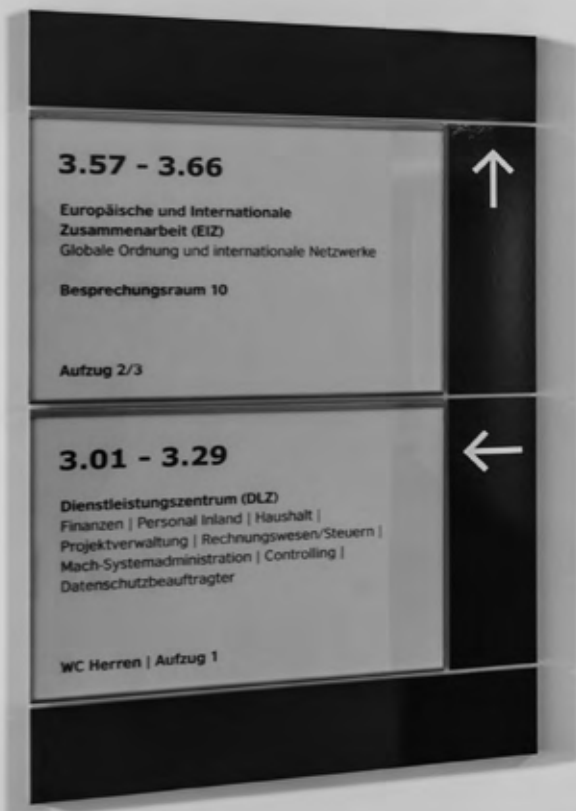 3.57 - 3.66
Europäische und Internationale
Zusammenarbeit (EIZ)
Globale Ordnung und internationale Netzwerke
Besprechungsraum 10
Aufzug 2/3
3.01 - 3.29
Dienstleistungszentrum (DLZ)
Finanzen | Personal Inland | Haushalt |
Projektverwaltung | Rechnungswesen/Steuern |
Mach-Systemadministration | Controlling |
Datenschutzbeauftragter
WC Herren | Aufzug 1